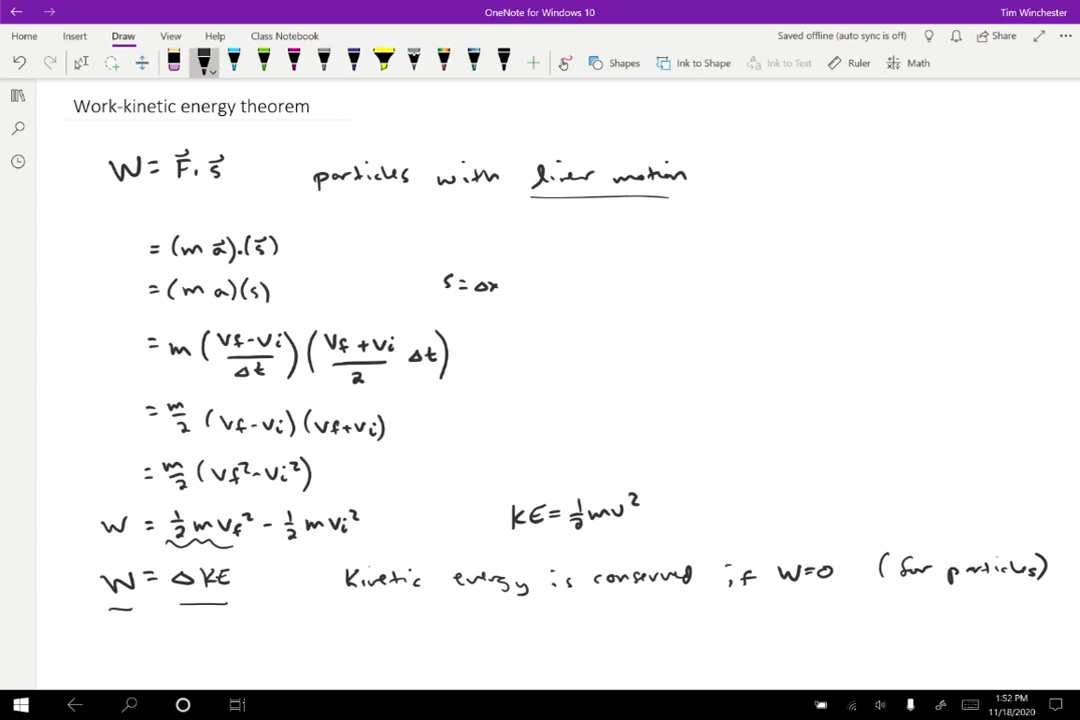 OneNote for Windows 10
Tim Winchester
Home Insert Draw View Help Class Notebook
Saved offline (auto sync is off) Share
Shapes Ink to Shape Ink to Text Ruler Math
Work-kinetic energy theorem
W = F⃗ . s⃗ particles with liner motion
= (m a⃗).(s⃗)
= (m a)(s) s = Δx
= m ((vf - vi)/Δt) ((vf + vi)/2 Δt)
= m/2 (vf - vi)(vf + vi)
= m/2 (vf² - vi²)
W = 1/2 m vf² - 1/2 m vi² KE = 1/2 mv²
W = Δ KE Kinetic energy is conserved if W=0 (for particles)
1:52 PM
11/18/2020